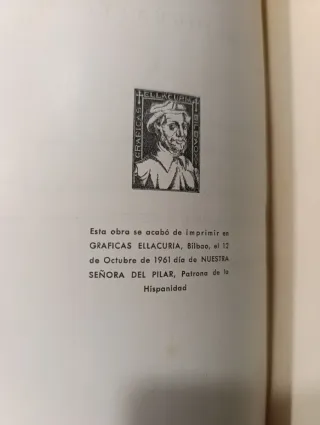 GRAFICAS
ELLACURIA
BILBAO
Esta obra se acabó de imprimir en
GRAFICAS ELLACURIA, Bilbao, el 12
de Octubre de 1961 día de NUESTRA
SEÑORA DEL PILAR, Patrona de la
Hispanidad